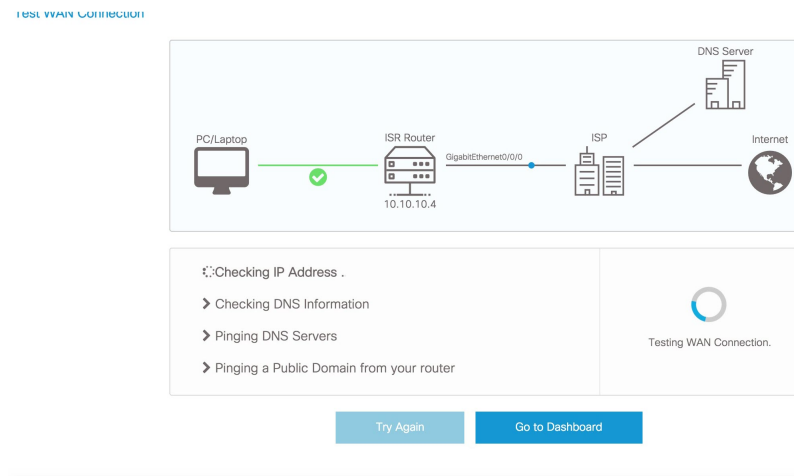 Test WAN Connection
DNS Server
PC/Laptop
ISR Router
ISP
Internet
GigabitEthernet0/0/0
10.10.10.4
Checking IP Address .
Checking DNS Information
Pinging DNS Servers
Testing WAN Connection.
Pinging a Public Domain from your router
Try Again
Go to Dashboard